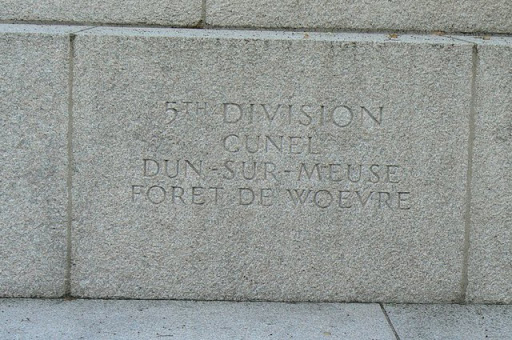 5TH DIVISION
CUNEL
DUN-SUR-MEUSE
FORET DE WOEVRE